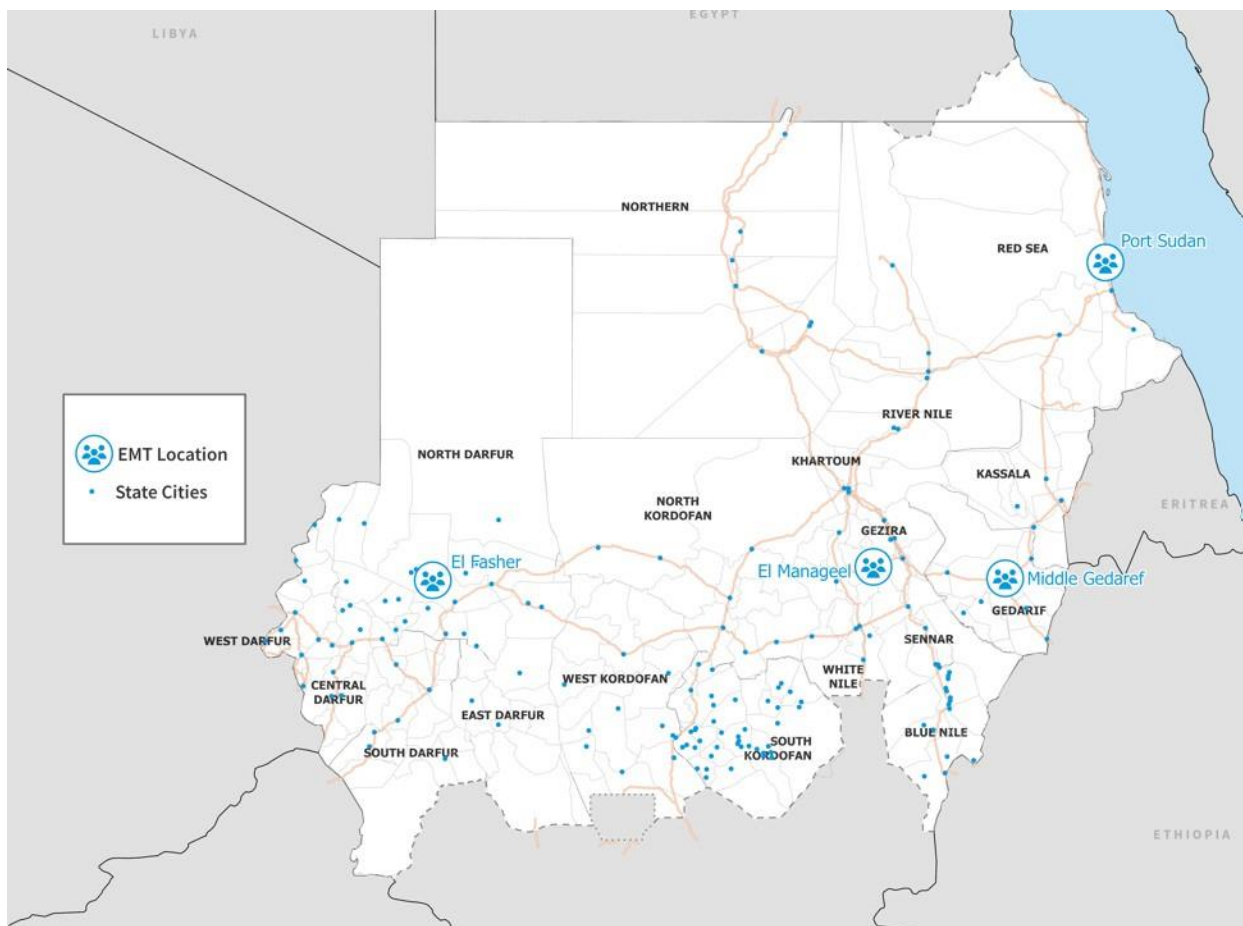 LIBYA
EGYPT
NORTHERN
RED SEA
Port Sudan
EMT Location
State Cities
RIVER NILE
NORTH DARFUR
KHARTOUM
KASSALA
NORTH
KORDOFAN
ERITREA
GEZIRA
El Fasher
El Manageel
Middle Gedaref
GEDARIF
WEST DARFUR
SENNAR
WHITE
NILE
WEST KORDOFAN
CENTRAL
DARFUR
EAST DARFUR
BLUE NILE
SOUTH
KORDOFAN
SOUTH DARFUR
ETHIOPIA